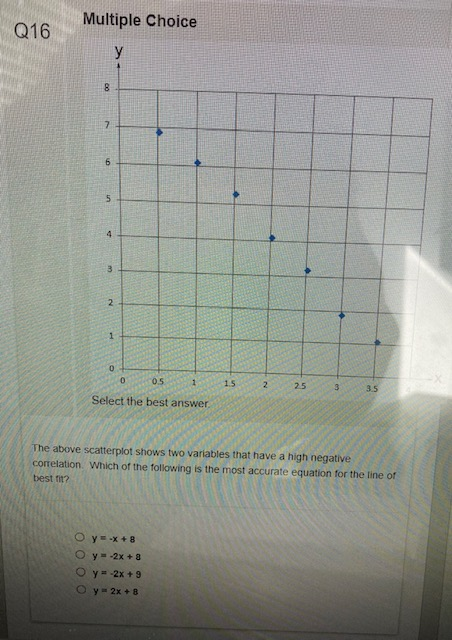 Q16
Multiple Choice
y
8
7
6
5
4
3
2
1
0
0 0.5 1 1.5 2 2.5 3 3.5
X
Select the best answer.
The above scatterplot shows two variables that have a high negative
correlation. Which of the following is the most accurate equation for the line of
best fit?
y = -x + 8
y = -2x + 8
y = -2x + 9
y = 2x + 8